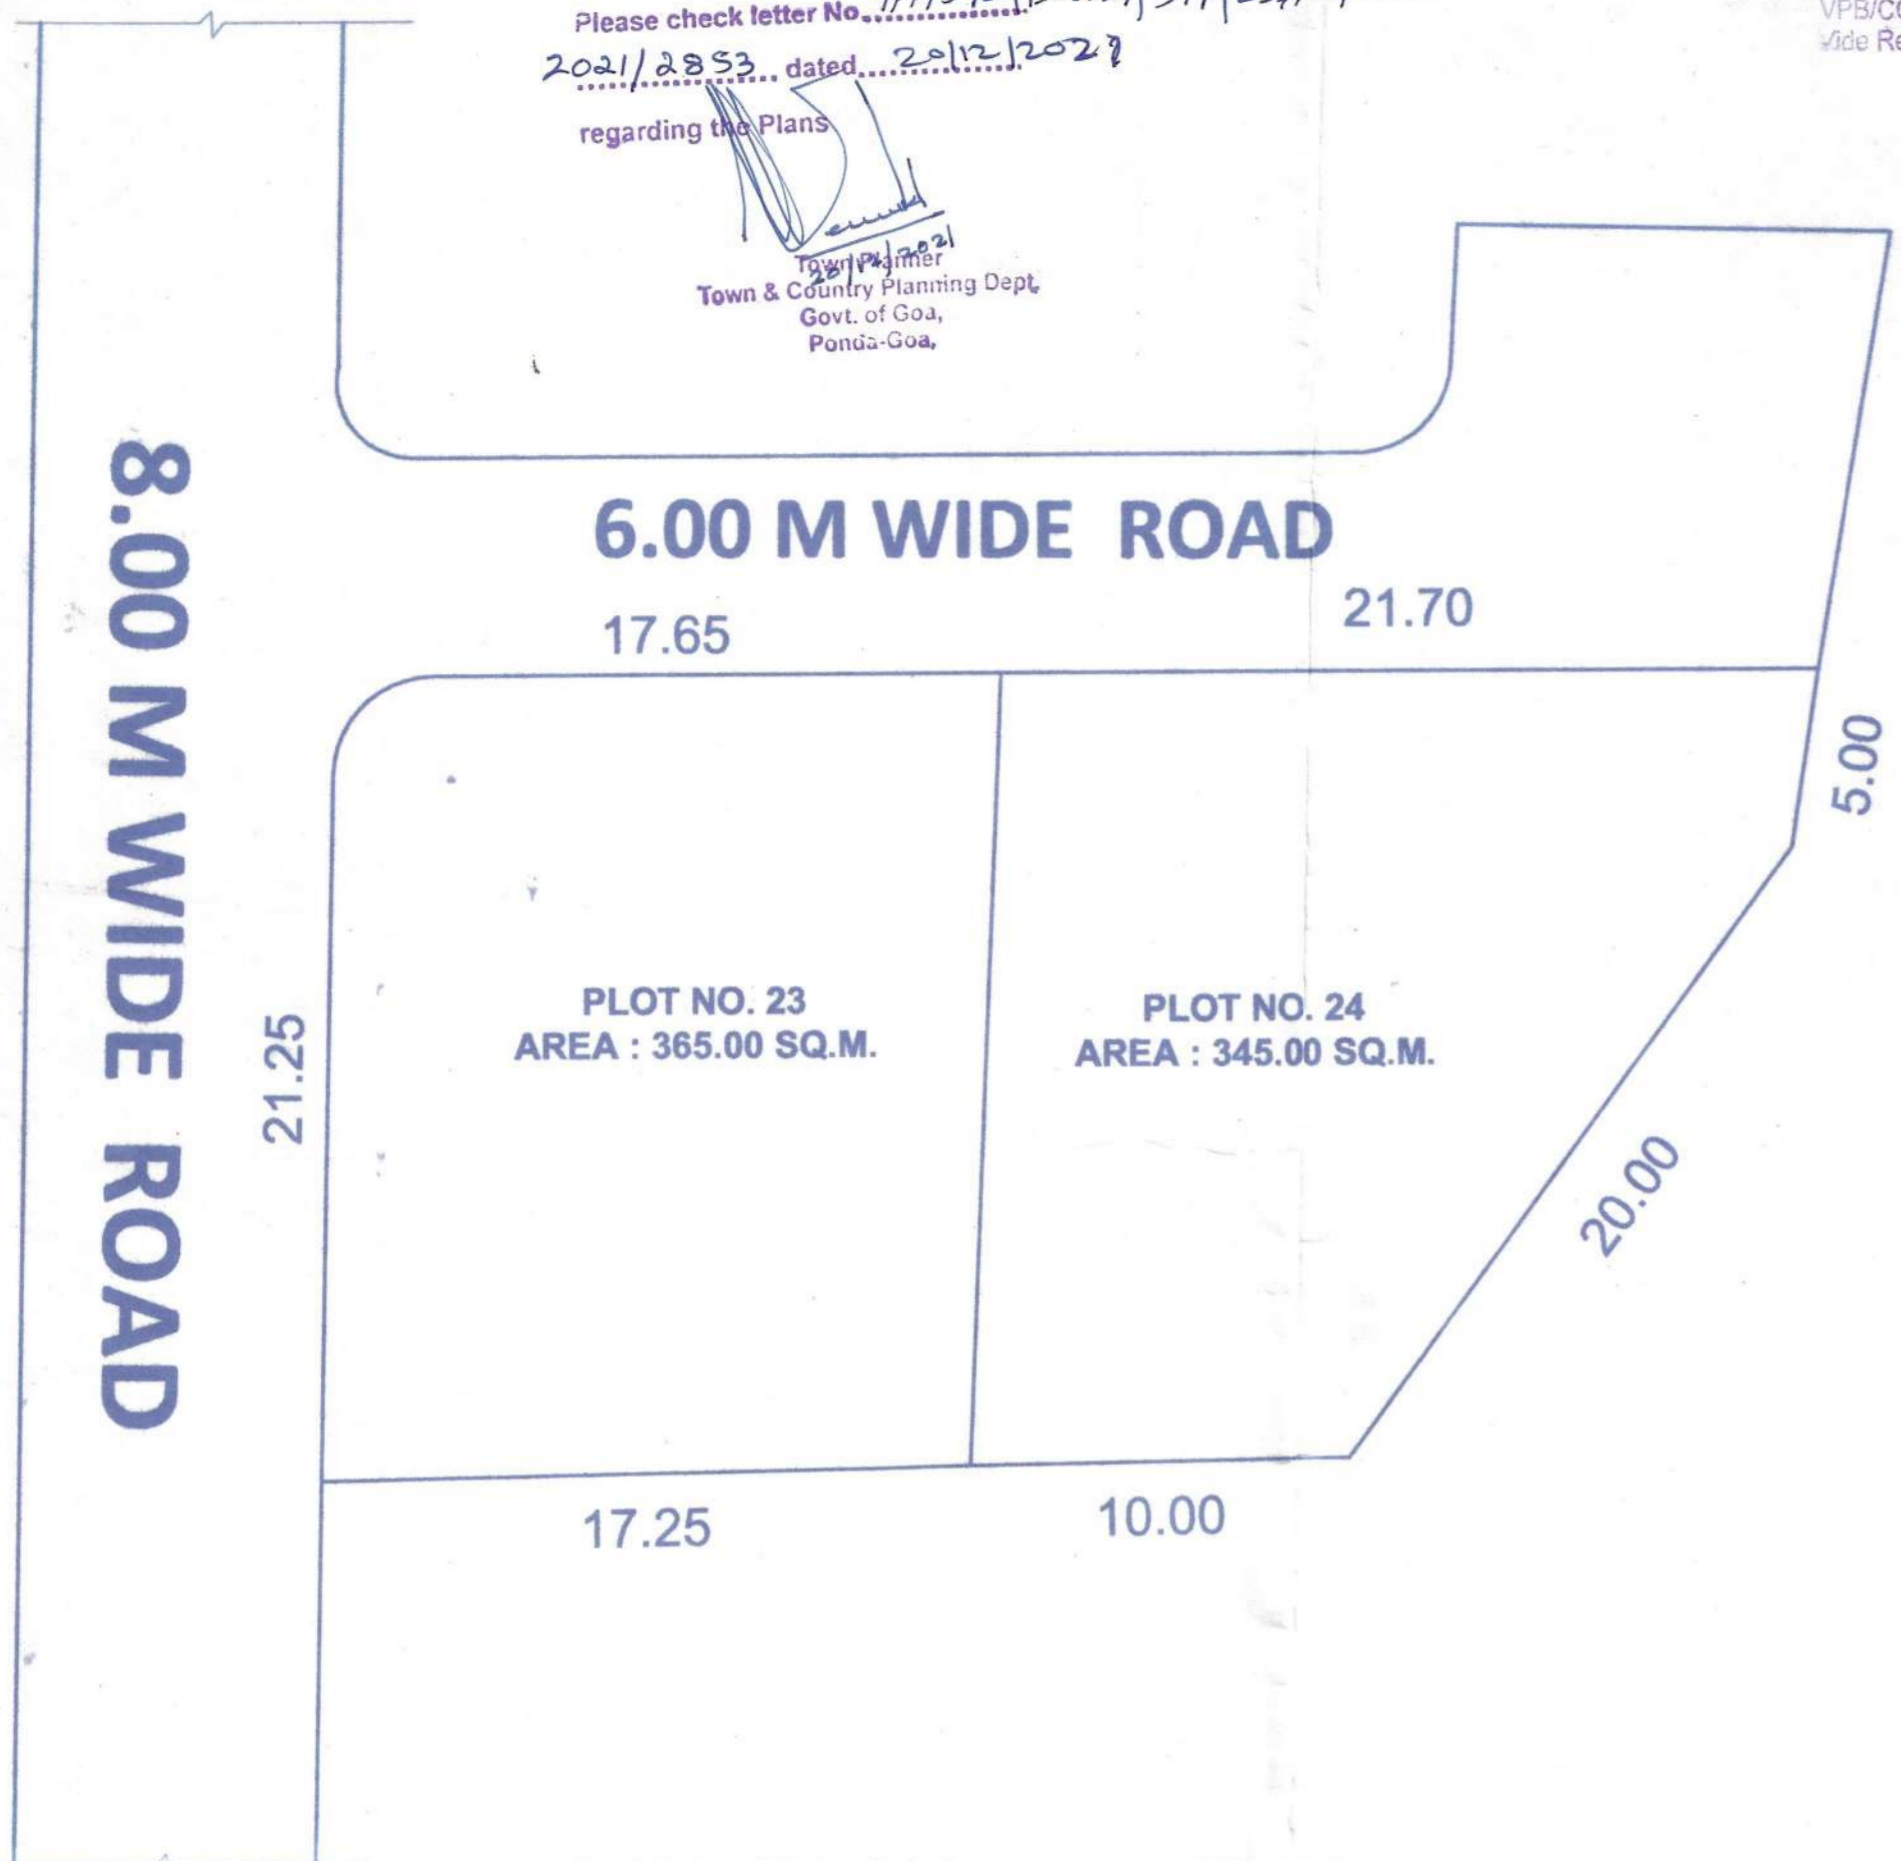 Please check letter No.
2021/2853 dated 20/12/2021
regarding the Plans
20/12/2021
Town Planner
Town & Country Planning Dept,
Govt. of Goa,
Ponda-Goa,
VPB/
Vide
8.00 M WIDE ROAD
6.00 M WIDE ROAD
17.65
21.70
5.00
21.25
PLOT NO. 23
AREA : 365.00 SQ.M.
PLOT NO. 24
AREA : 345.00 SQ.M.
20.00
17.25
10.00